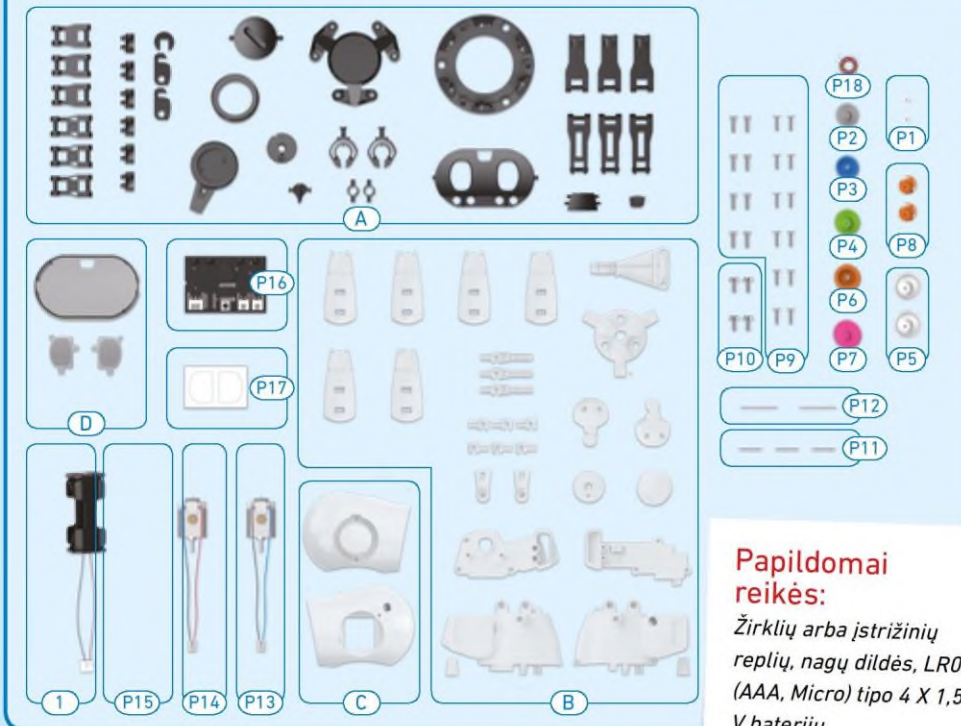 A
P18
P2
P1
P3
P4
P8
P6
P7
P5
P10
P9
P12
P11
D
P16
P17
1
P15
P14
P13
C
B
Papildomai
reikės:
Žirklių arba įstrižinių
replių, nagų dildės, LR0
(AAA, Micro) tipo 4 X 1,5
V baterijų